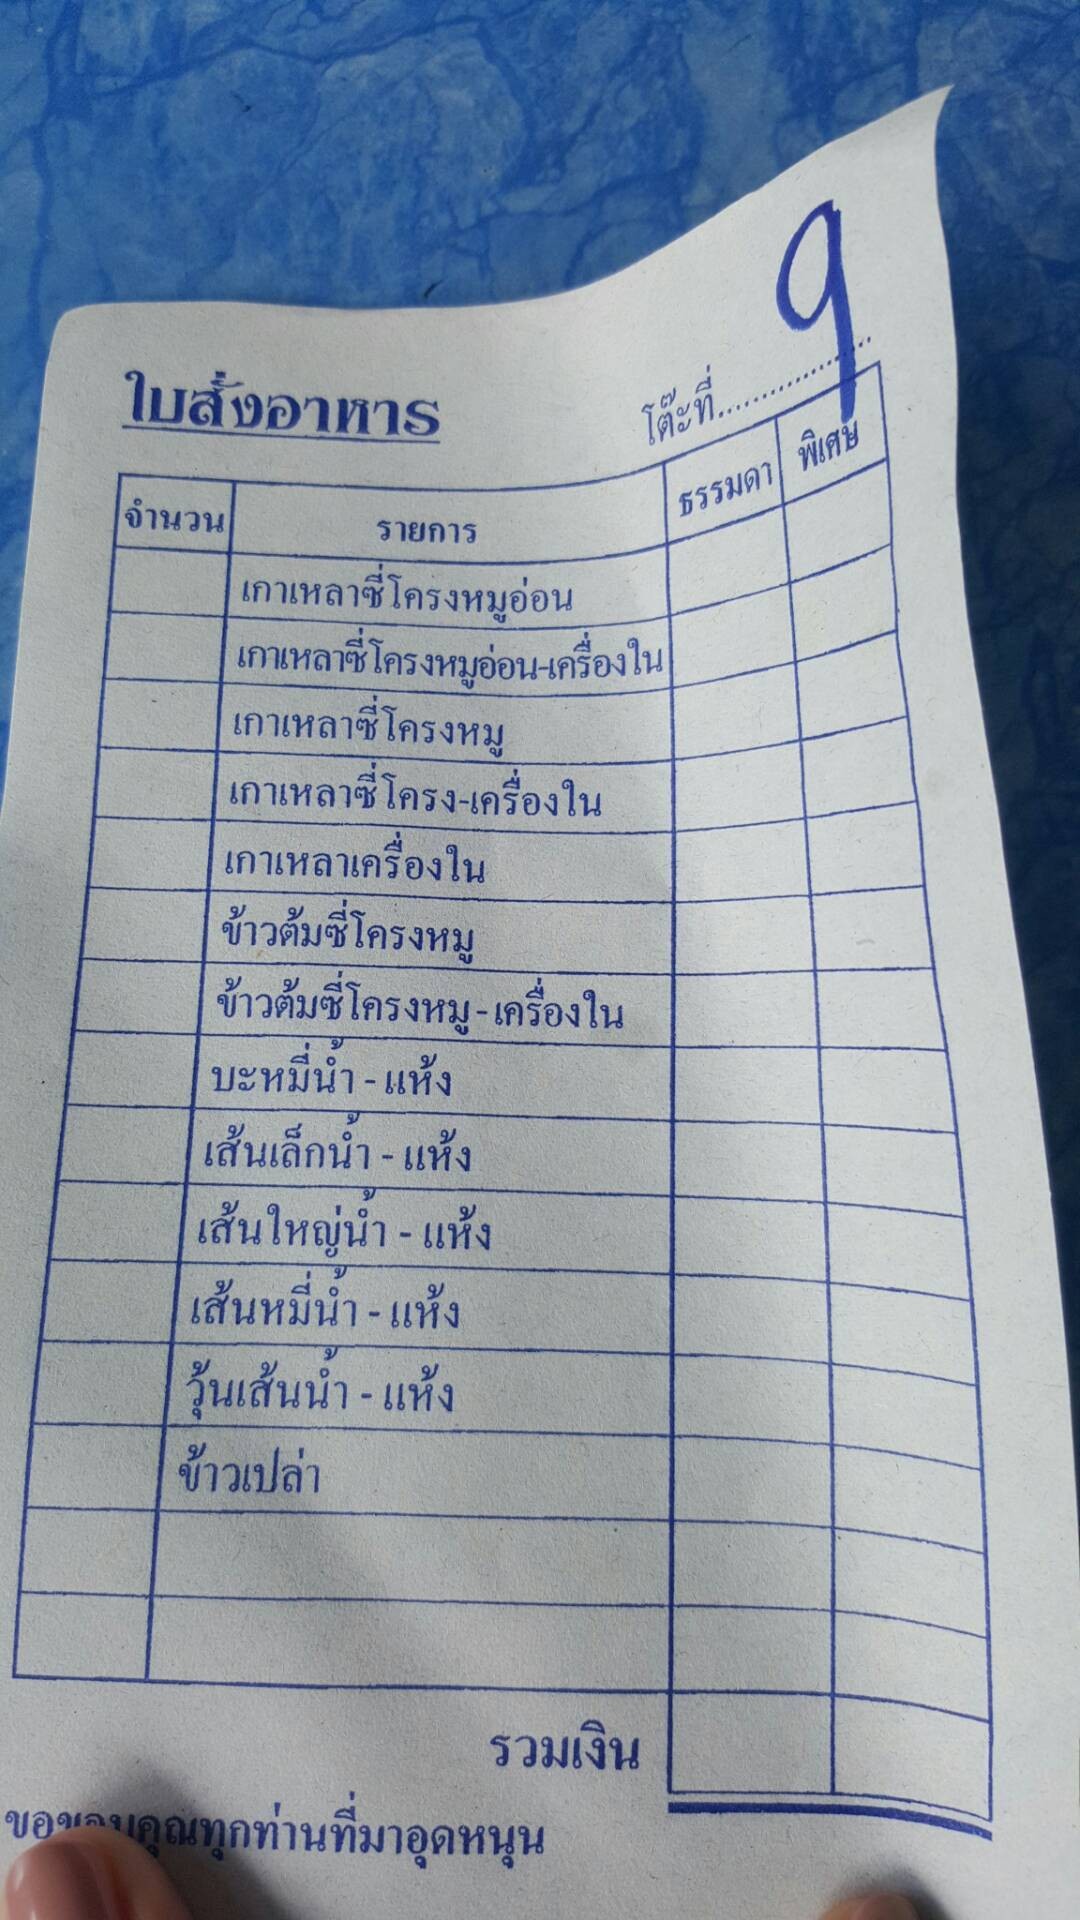 ใบสั่งอาหาร
โต๊ะที่.................... 9
จำนวน รายการ ธรรมดา พิเศษ
เกาเหลาซี่โครงหมูอ่อน
เกาเหลาซี่โครงหมูอ่อน-เครื่องใน
เกาเหลาซี่โครงหมู
เกาเหลาซี่โครง-เครื่องใน
เกาเหลาเครื่องใน
ข้าวต้มซี่โครงหมู
ข้าวต้มซี่โครงหมู - เครื่องใน
บะหมี่น้ำ - แห้ง
เส้นเล็กน้ำ - แห้ง
เส้นใหญ่น้ำ - แห้ง
เส้นหมี่น้ำ - แห้ง
วุ้นเส้นน้ำ - แห้ง
ข้าวเปล่า
รวมเงิน
ขอขอบคุณทุกท่านที่มาอุดหนุน